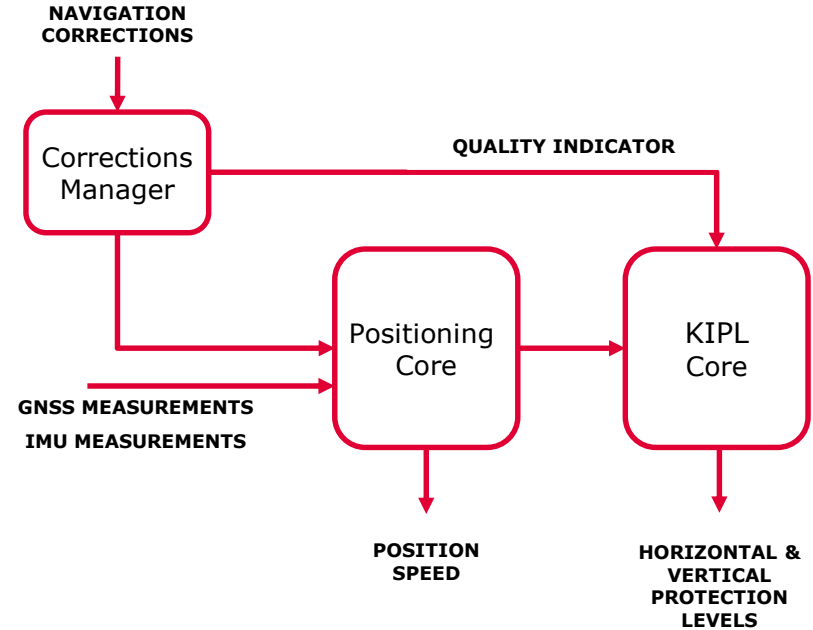 NAVIGATION
CORRECTIONS
Corrections
Manager
QUALITY INDICATOR
Positioning
Core
KIPL
Core
GNSS MEASUREMENTS
IMU MEASUREMENTS
POSITION
SPEED
HORIZONTAL &
VERTICAL
PROTECTION
LEVELS